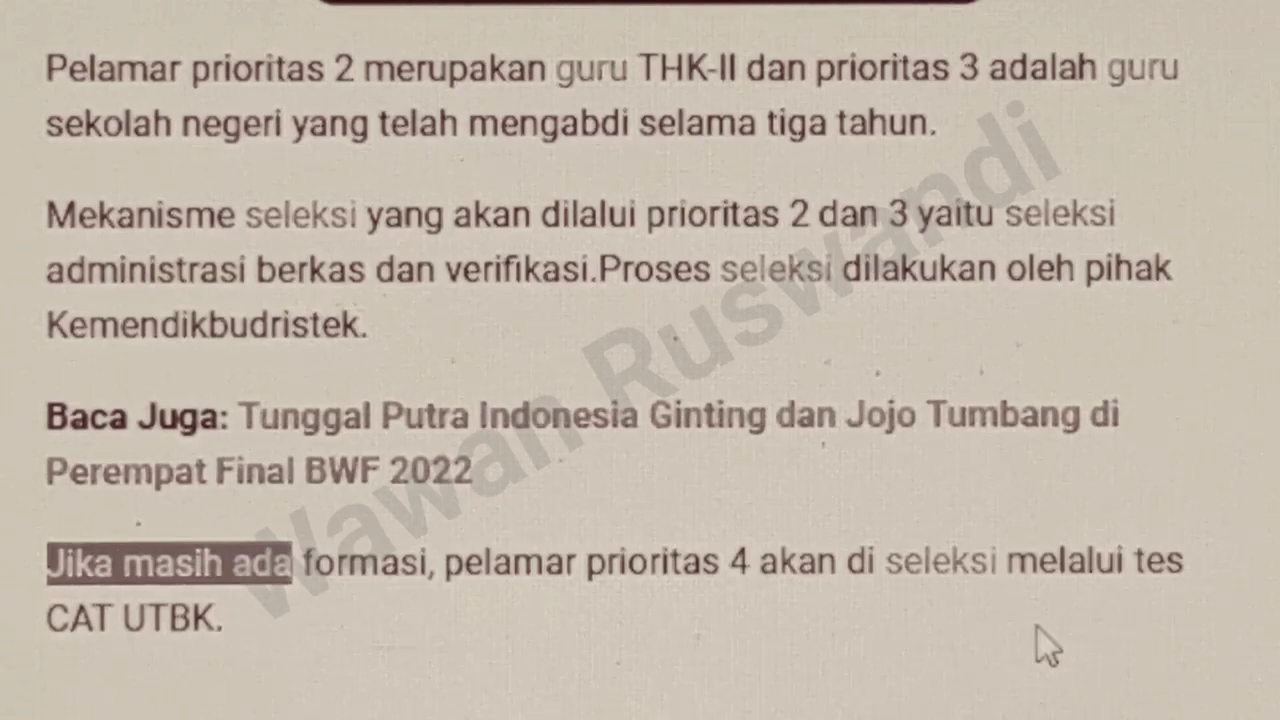 Pelamar prioritas 2 merupakan guru THK-II dan prioritas 3 adalah guru
sekolah negeri yang telah mengabdi selama tiga tahun.
Mekanisme seleksi yang akan dilalui prioritas 2 dan 3 yaitu seleksi
administrasi berkas dan verifikasi.Proses seleksi dilakukan oleh pihak
Kemendikbudristek.
Baca Juga: Tunggal Putra Indonesia Ginting dan Jojo Tumbang di
Perempat Final BWF 2022
Jika masih ada formasi, pelamar prioritas 4 akan di seleksi melalui tes
CAT UTBK.
Wawan Ruswandi